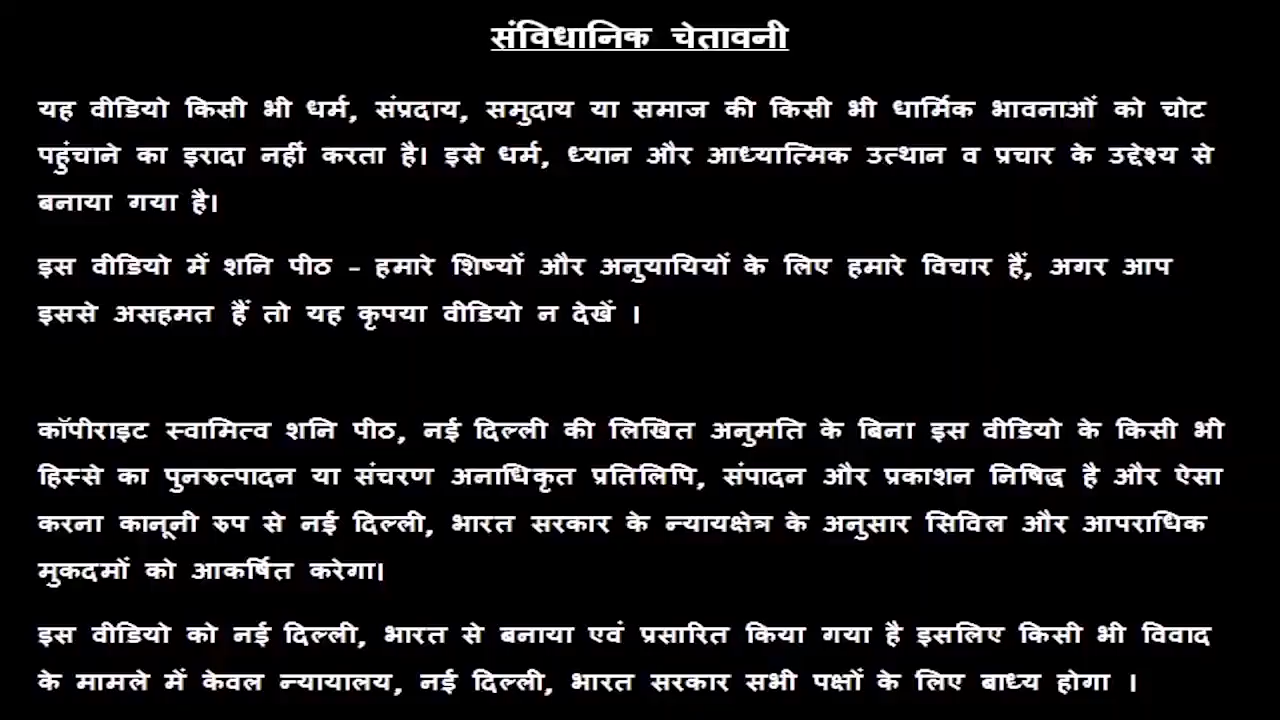 संविधानिक चेतावनी
यह वीडियो किसी भी धर्म, संप्रदाय, समुदाय या समाज की किसी भी धार्मिक भावनाओं को चोट
पहुंचाने का इरादा नहीं करता है। इसे धर्म, ध्यान और आध्यात्मिक उत्थान व प्रचार के उद्देश्य से
बनाया गया है।
इस वीडियो में शनि पीठ – हमारे शिष्यों और अनुयायियों के लिए हमारे विचार हैं, अगर आप
इससे असहमत हैं तो यह कृपया वीडियो न देखें ।
कॉपीराइट स्वामित्व शनि पीठ, नई दिल्ली की लिखित अनुमति के बिना इस वीडियो के किसी भी
हिस्से का पुनरुत्पादन या संचरण अनाधिकृत प्रतिलिपि, संपादन और प्रकाशन निषिद्ध है और ऐसा
करना कानूनी रुप से नई दिल्ली, भारत सरकार के न्यायक्षेत्र के अनुसार सिविल और आपराधिक
मुकदमों को आकर्षित करेगा।
इस वीडियो को नई दिल्ली, भारत से बनाया एवं प्रसारित किया गया है इसलिए किसी भी विवाद
के मामले में केवल न्यायालय, नई दिल्ली, भारत सरकार सभी पक्षों के लिए बाध्य होगा ।